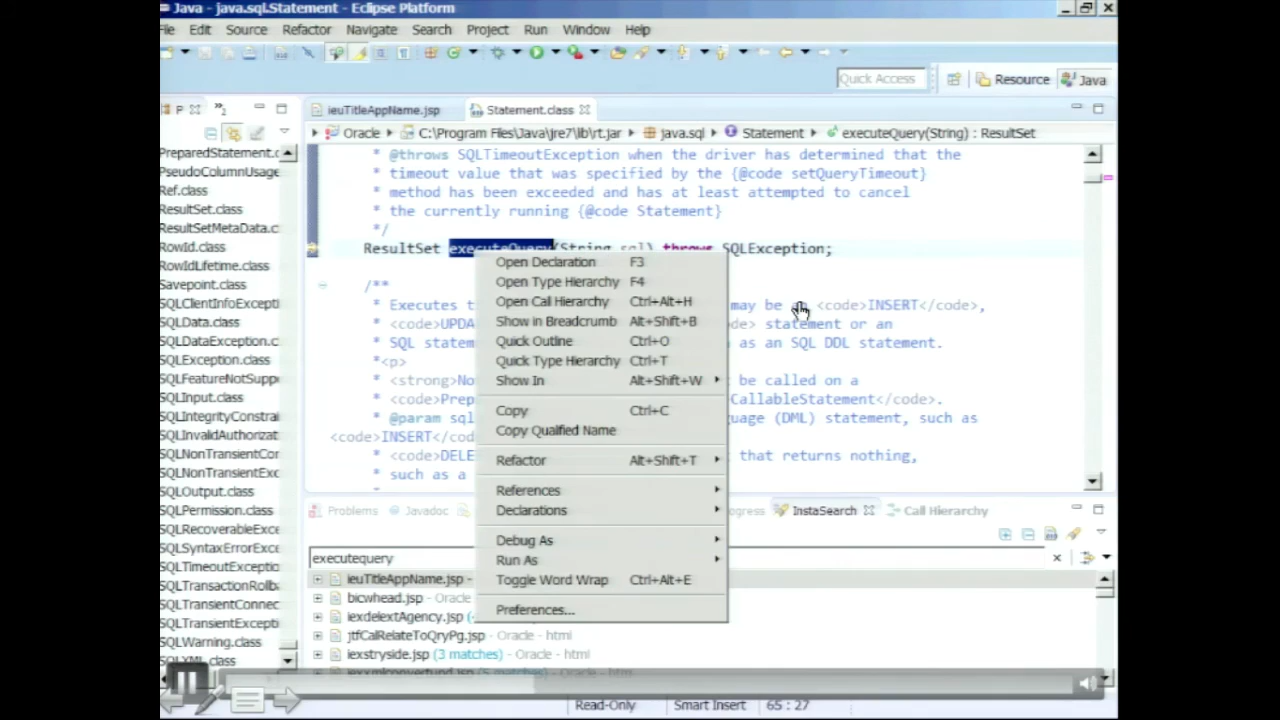 Java - java.sql.Statement - Eclipse Platform
File Edit Source Refactor Navigate Search Project Run Window Help
Quick Access Resource Java
P ieuTitleAppName.jsp Statement.class
Oracle C:\Program Files\Java\jre7\lib\rt.jar java.sql Statement executeQuery(String) : ResultSet
PreparedStatement.c
PseudoColumnUsage
Ref.class
ResultSet.class
ResultSetMetaData.c
RowId.class
RowIdLifetime.class
Savepoint.class
SQLClientInfoExcepti
SQLData.class
SQLDataException.cl
SQLException.class
SQLFeatureNotSuppo
SQLInput.class
SQLIntegrityConstrai
SQLInvalidAuthorizat
SQLNonTransientCor
SQLNonTransientExc
SQLOutput.class
SQLPermission.class
SQLRecoverableExce
SQLSyntaxErrorExce
SQLTimeoutExceptio
SQLTransactionRollb
SQLTransientConnec
SQLTransientExceptio
SQLWarning.class
SQLXML.class
* @throws SQLTimeoutException when the driver has determined that the
* timeout value that was specified by the {@code setQueryTimeout}
* method has been exceeded and has at least attempted to cancel
* the currently running {@code Statement}
*/
ResultSet executeQuery(String sql) throws SQLException;
/**
* Executes t may be an <code>INSERT</code>,
* <code>UPDA ode> statement or an
* SQL statem h as an SQL DDL statement.
*<p>
* <strong>No t be called on a
* <code>Prep CallableStatement</code>.
* @param sql guage (DML) statement, such as
<code>INSERT</cod
* <code>DELE t that returns nothing,
* such as a
Open Declaration F3
Open Type Hierarchy F4
Open Call Hierarchy Ctrl+Alt+H
Show in Breadcrumb Alt+Shift+B
Quick Outline Ctrl+O
Quick Type Hierarchy Ctrl+T
Show In Alt+Shift+W
Copy Ctrl+C
Copy Qualified Name
Refactor Alt+Shift+T
References
Declarations
Debug As
Run As
Toggle Word Wrap Ctrl+Alt+E
Preferences...
Problems Javadoc rogress InstaSearch Call Hierarchy
executequery
ieuTitleAppName.jsp -
bicwhead.jsp - Oracle
iexdelextAgency.jsp (
jtfCalRelateToQryPg.jsp - Oracle - html
iexstryside.jsp (3 matches) - Oracle - html
Read-Only Smart Insert 65 : 27